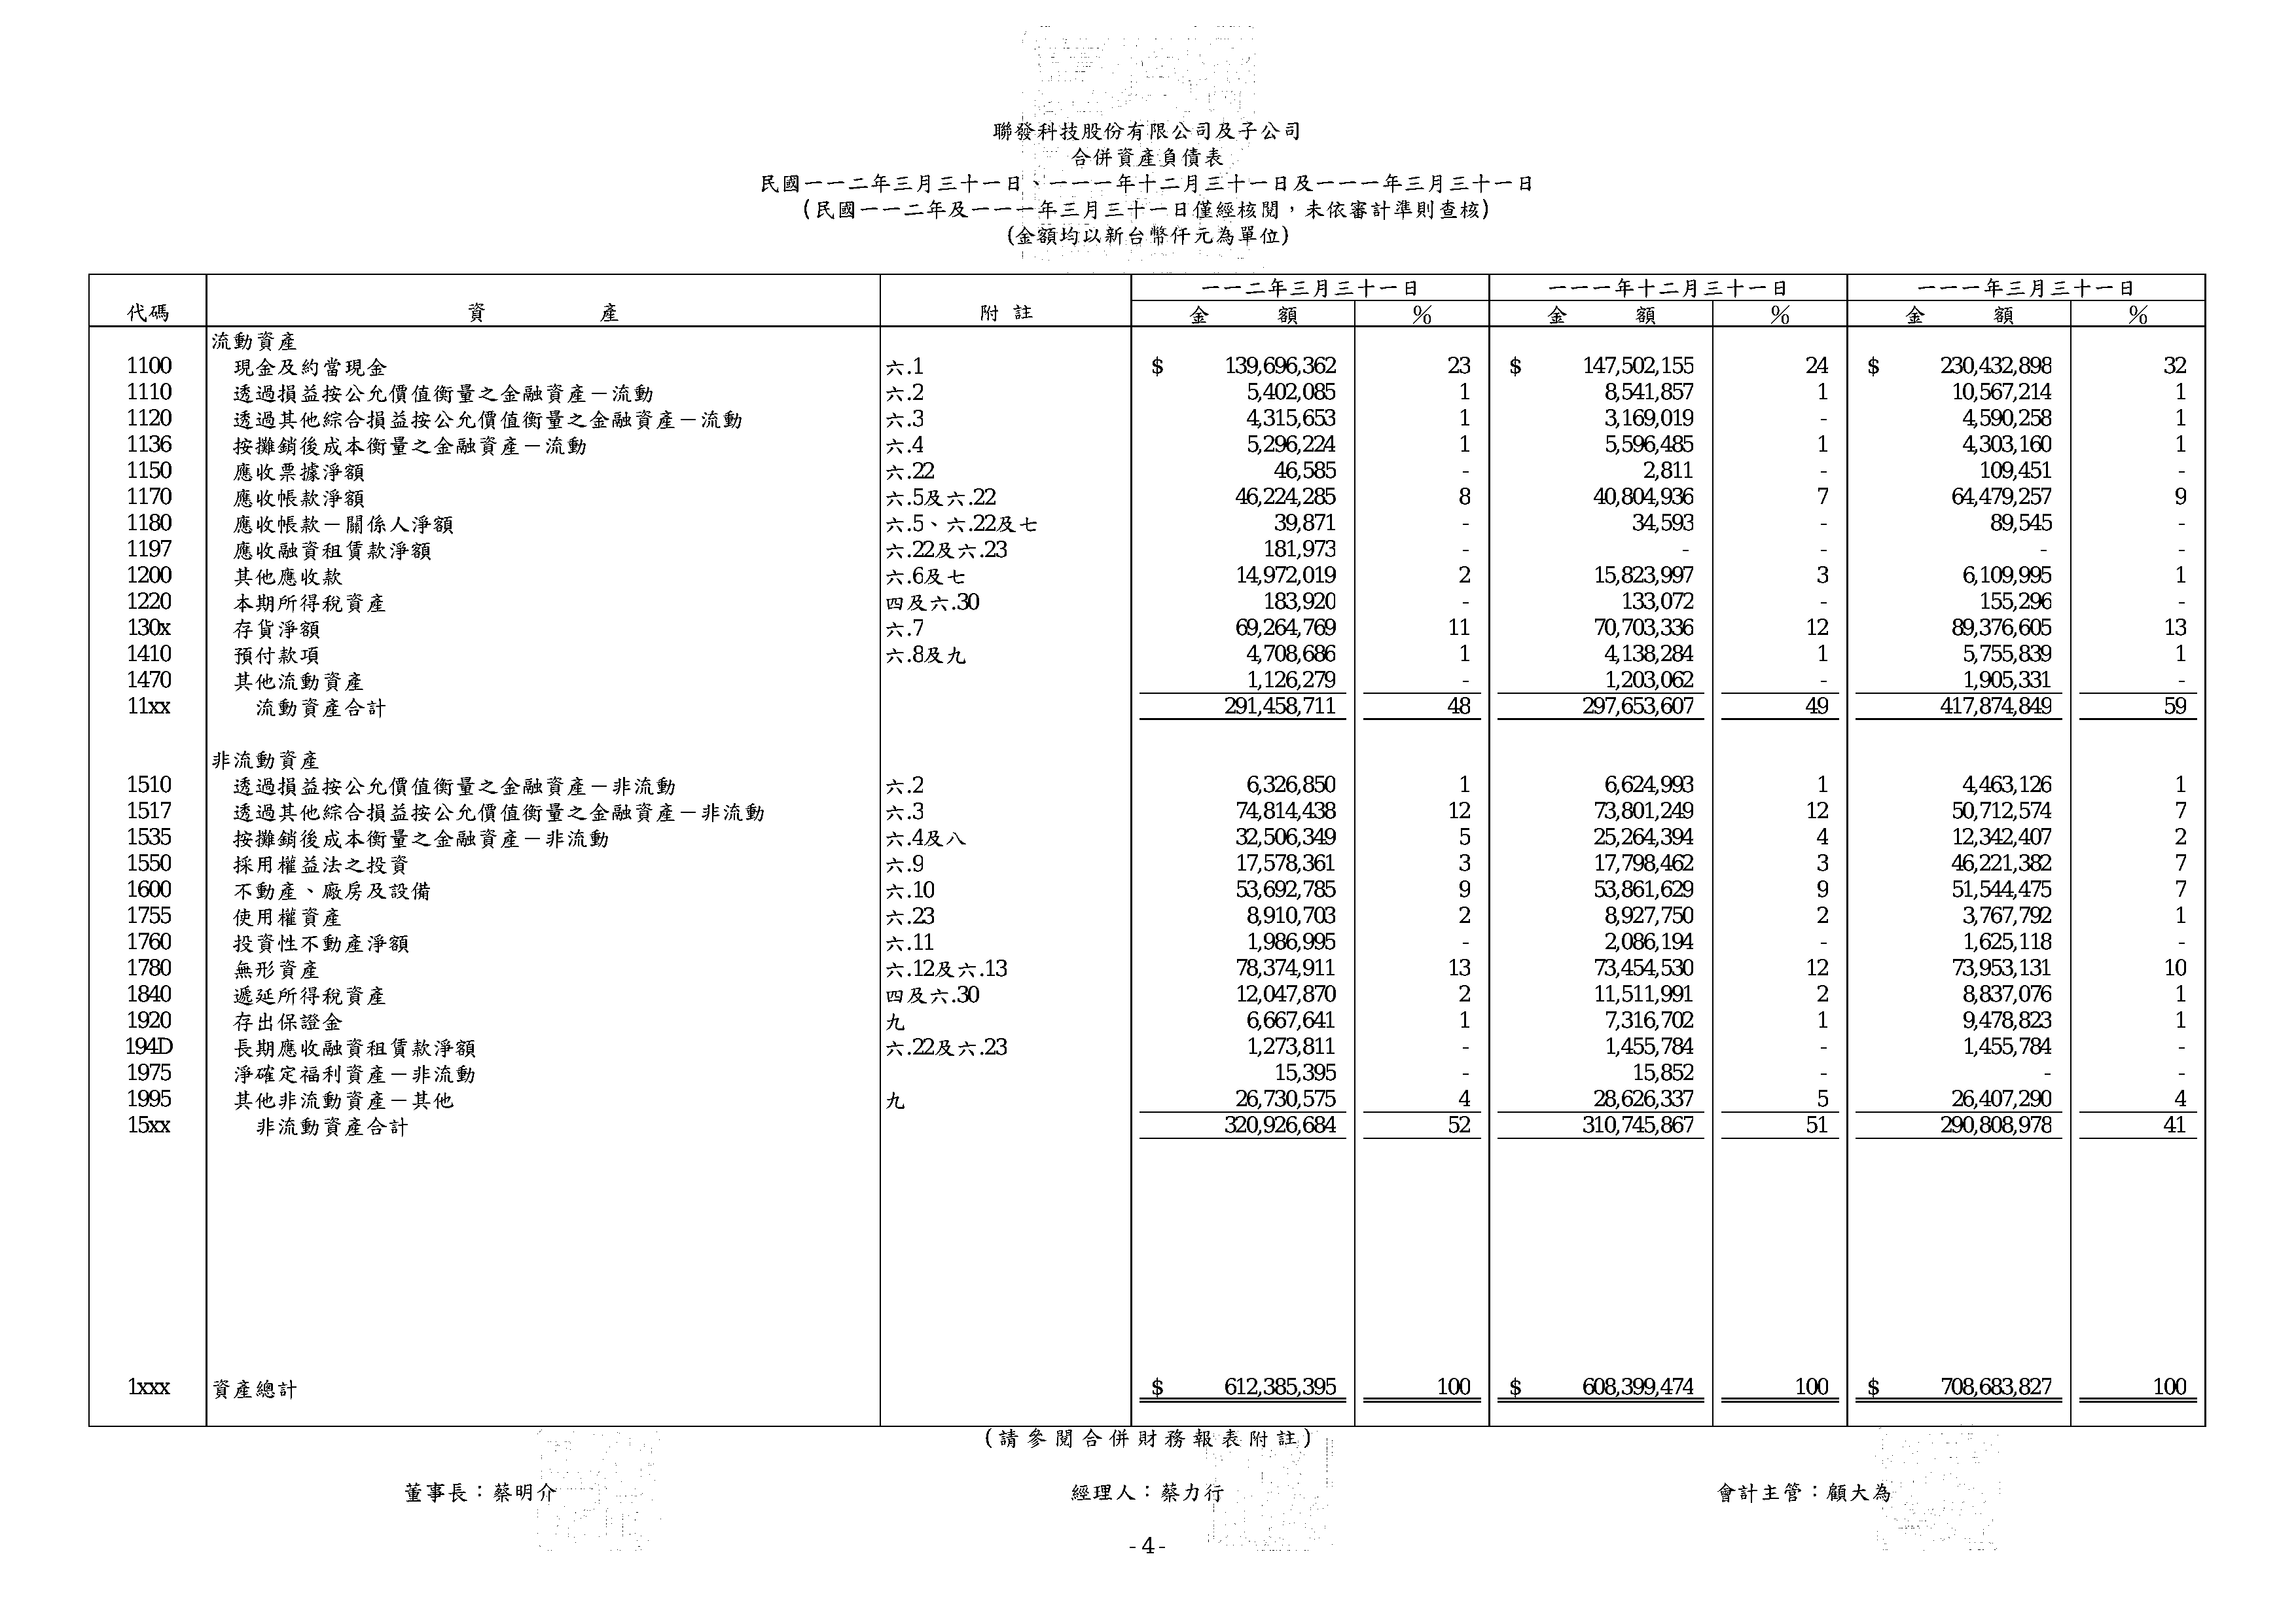 聯發科技股份有限公司及子公司
合併資產負債表
民國一一二年三月三十一日、一一一年十二月三十一日及一一一年三月三十一日
(民國一一二年及一一一年三月三十一日僅經核閱，未依審計準則查核)
(金額均以新台幣仟元為單位)
一一二年三月三十一日 一一一年十二月三十一日 一一一年三月三十一日
代碼 資 產 附 註 金 額 % 金 額 % 金 額 %
流動資產
1100 現金及約當現金 六.1 $ 139,696,362 23 $ 147,502,155 24 $ 230,432,898 32
1110 透過損益按公允價值衡量之金融資產－流動 六.2 5,402,085 1 8,541,857 1 10,567,214 1
1120 透過其他綜合損益按公允價值衡量之金融資產－流動 六.3 4,315,653 1 3,169,019 - 4,590,258 1
1136 按攤銷後成本衡量之金融資產－流動 六.4 5,296,224 1 5,596,485 1 4,303,160 1
1150 應收票據淨額 六.22 46,585 - 2,811 - 109,451 -
1170 應收帳款淨額 六.5及六.22 46,224,285 8 40,804,936 7 64,479,257 9
1180 應收帳款－關係人淨額 六.5、六.22及七 39,871 - 34,593 - 89,545 -
1197 應收融資租賃款淨額 六.22及六.23 181,973 - - - - -
1200 其他應收款 六.6及七 14,972,019 2 15,823,997 3 6,109,995 1
1220 本期所得稅資產 四及六.30 183,920 - 133,072 - 155,296 -
130x 存貨淨額 六.7 69,264,769 11 70,703,336 12 89,376,605 13
1410 預付款項 六.8及九 4,708,686 1 4,138,284 1 5,755,839 1
1470 其他流動資產 1,126,279 - 1,203,062 - 1,905,331 -
11xx 流動資產合計 291,458,711 48 297,653,607 49 417,874,849 59
非流動資產
1510 透過損益按公允價值衡量之金融資產－非流動 六.2 6,326,850 1 6,624,993 1 4,463,126 1
1517 透過其他綜合損益按公允價值衡量之金融資產－非流動 六.3 74,814,438 12 73,801,249 12 50,712,574 7
1535 按攤銷後成本衡量之金融資產－非流動 六.4及八 32,506,349 5 25,264,394 4 12,342,407 2
1550 採用權益法之投資 六.9 17,578,361 3 17,798,462 3 46,221,382 7
1600 不動產、廠房及設備 六.10 53,692,785 9 53,861,629 9 51,544,475 7
1755 使用權資產 六.23 8,910,703 2 8,927,750 2 3,767,792 1
1760 投資性不動產淨額 六.11 1,986,995 - 2,086,194 - 1,625,118 -
1780 無形資產 六.12及六.13 78,374,911 13 73,454,530 12 73,953,131 10
1840 遞延所得稅資產 四及六.30 12,047,870 2 11,511,991 2 8,837,076 1
1920 存出保證金 九 6,667,641 1 7,316,702 1 9,478,823 1
194D 長期應收融資租賃款淨額 六.22及六.23 1,273,811 - 1,455,784 - 1,455,784 -
1975 淨確定福利資產－非流動 15,395 - 15,852 - - -
1995 其他非流動資產－其他 九 26,730,575 4 28,626,337 5 26,407,290 4
15xx 非流動資產合計 320,926,684 52 310,745,867 51 290,808,978 41
1xxx 資產總計 $ 612,385,395 100 $ 608,399,474 100 $ 708,683,827 100
(請參閱合併財務報表附註)
董事長：蔡明介 經理人：蔡力行 會計主管：顧大為
- 4 -